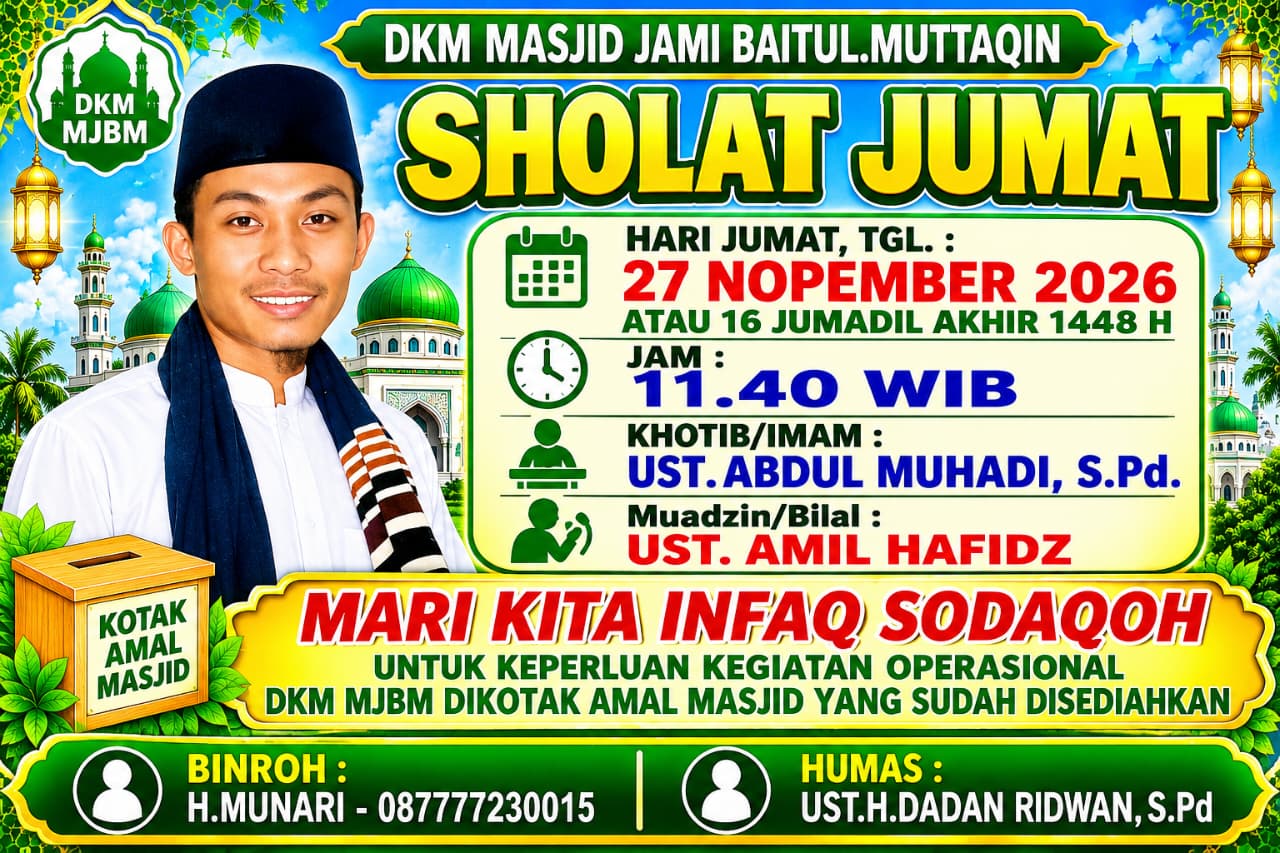 DKM
MJBM
DKM MASJID JAMI BAITUL.MUTTAQIN
SHOLAT JUMAT
HARI JUMAT, TGL. :
27 NOPEMBER 2026
ATAU 16 JUMADIL AKHIR 1448 H
JAM :
11.40 WIB
KHOTIB/IMAM :
UST. ABDUL MUHADI, S.Pd.
Muadzin/Bilal :
UST. AMIL HAFIDZ
KOTAK
AMAL
MASJID
MARI KITA INFAQ SODAQOH
UNTUK KEPERLUAN KEGIATAN OPERASIONAL
DKM MJBM DIKOTAK AMAL MASJID YANG SUDAH DISEDIAHKAN
BINROH :
H.MUNARI - 087777230015
HUMAS :
UST.H.DADAN RIDWAN, S.Pd